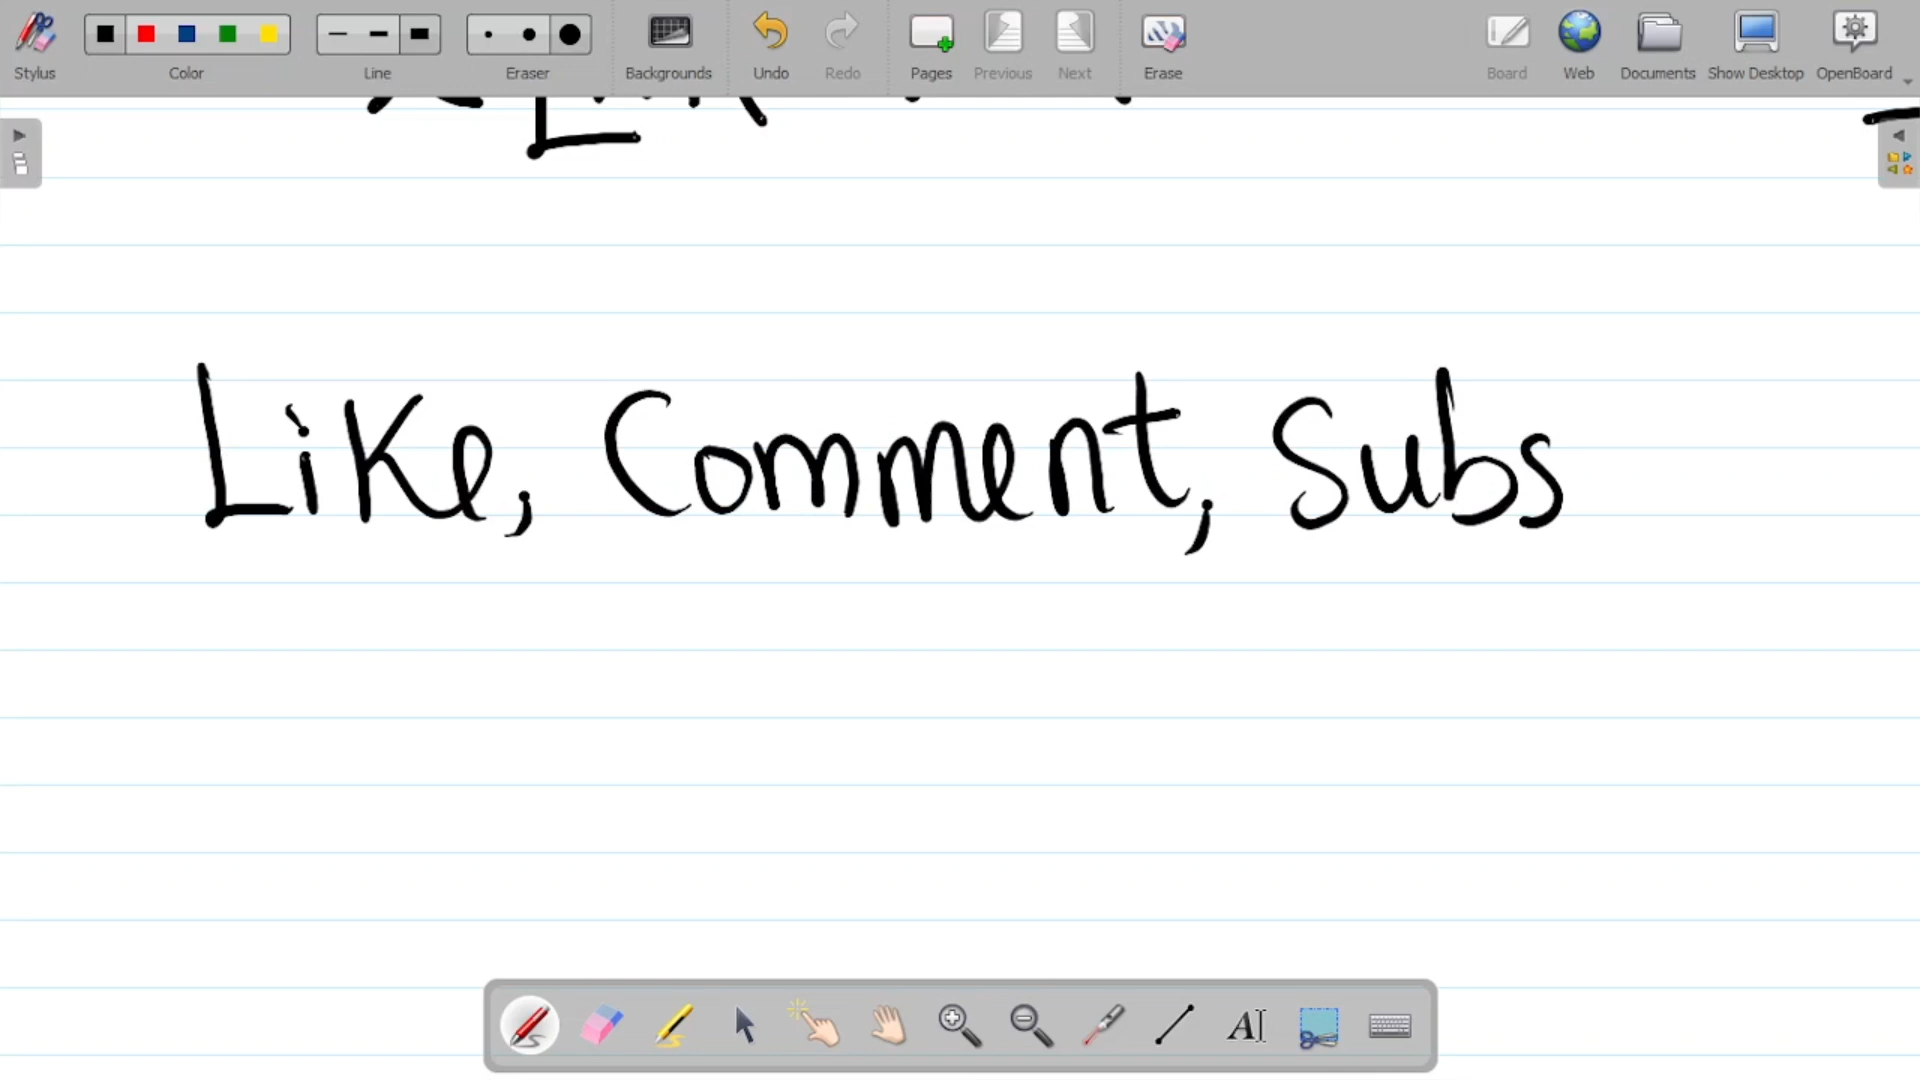 Stylus Color Line Eraser Backgrounds Undo Redo Pages Previous Next Erase Board Web Documents Show Desktop OpenBoard
Like, Comment, Subs